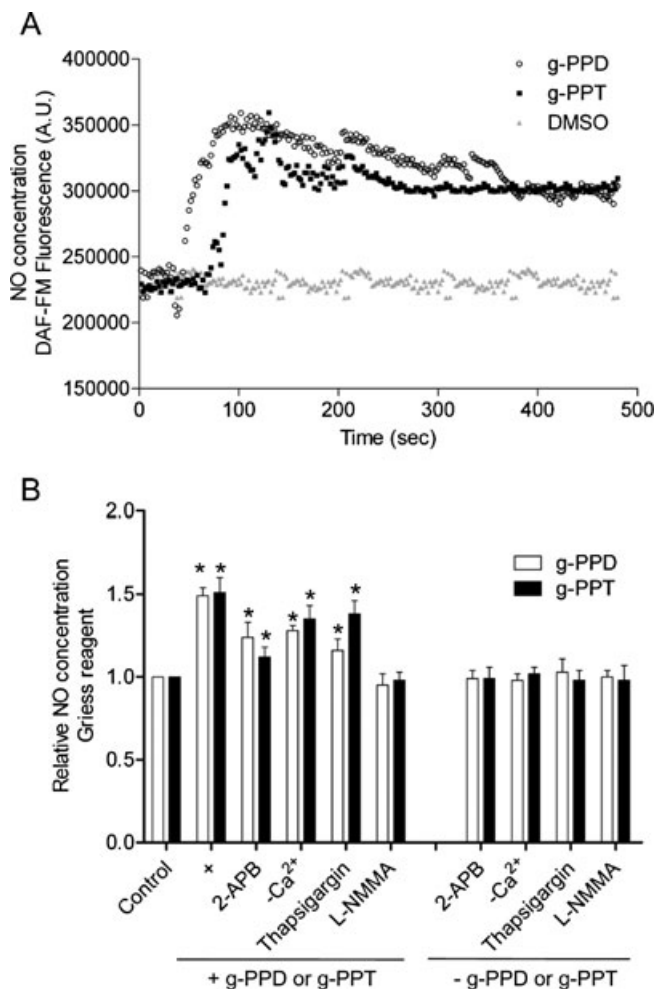 A
400000
350000
300000
250000
200000
150000
NO concentration
DAF-FM Fluorescence (A.U.)
g-PPD
g-PPT
DMSO
0 100 200 300 400 500
Time (sec)
B
2.0
1.5
1.0
0.5
0.0
Relative NO concentration
Griess reagent
g-PPD
g-PPT
* * * * * * * *
Control + 2-APB -Ca²⁺ Thapsigargin L-NMMA 2-APB -Ca²⁺ Thapsigargin L-NMMA
+ g-PPD or g-PPT - g-PPD or g-PPT